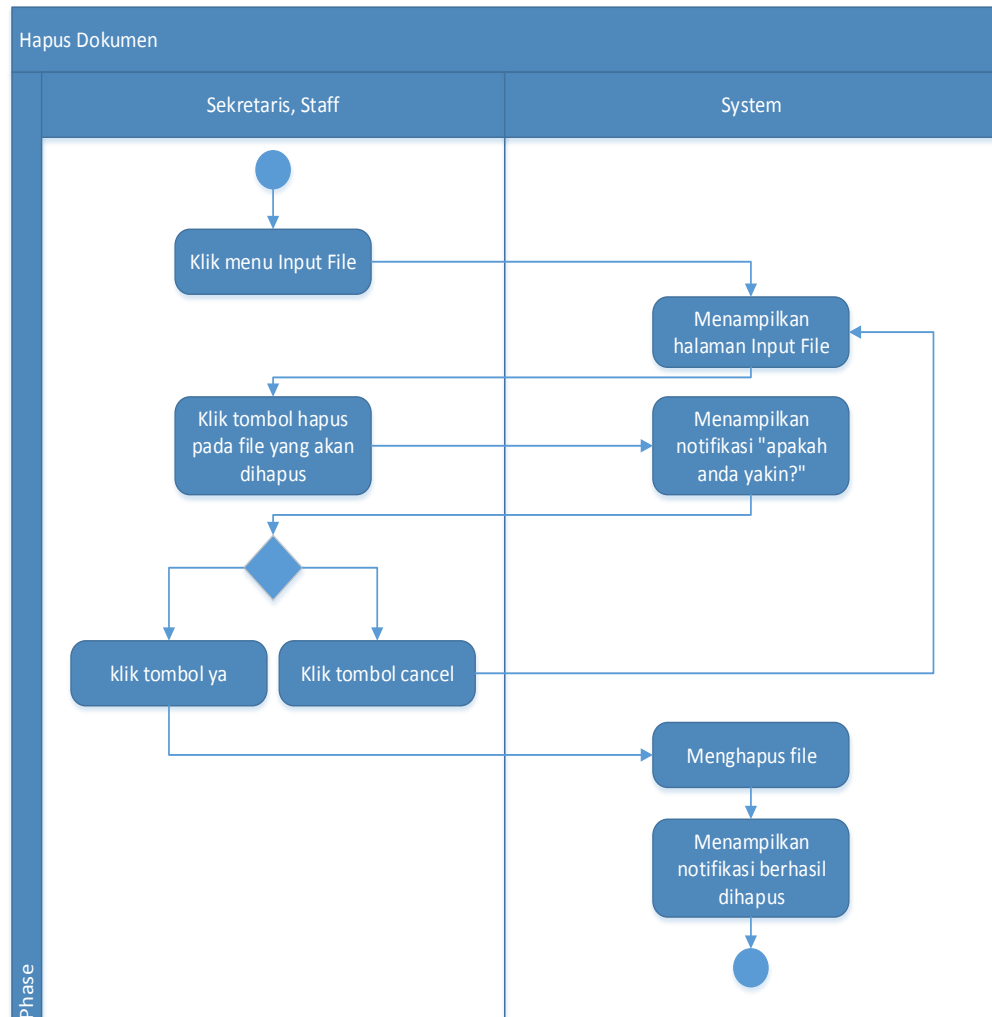 Hapus Dokumen
Sekretaris, Staff
System
Klik menu Input File
Menampilkan
halaman Input File
Klik tombol hapus
pada file yang akan
dihapus
Menampilkan
notifikasi "apakah
anda yakin?"
klik tombol ya
Klik tombol cancel
Menghapus file
Menampilkan
notifikasi berhasil
dihapus
Phase